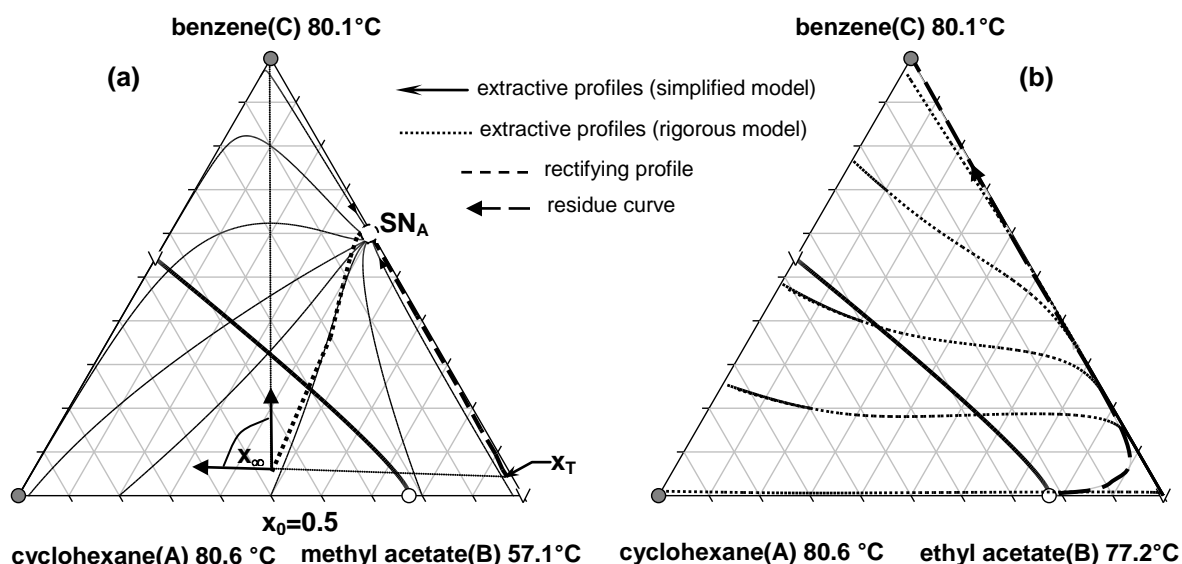 benzene(C) 80.1°C
benzene(C) 80.1°C
(a)
(b)
extractive profiles (simplified model)
extractive profiles (rigorous model)
rectifying profile
residue curve
SN_A
x_∞
x_T
x_0=0.5
cyclohexane(A) 80.6 °C
methyl acetate(B) 57.1°C
cyclohexane(A) 80.6 °C
ethyl acetate(B) 77.2°C